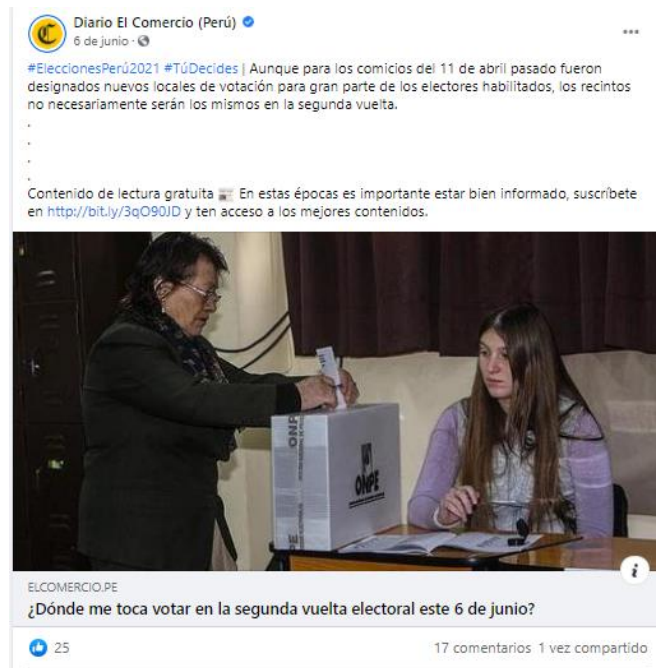 Diario El Comercio (Perú)
6 de junio ·
#EleccionesPerú2021 #TúDecides | Aunque para los comicios del 11 de abril pasado fueron
designados nuevos locales de votación para gran parte de los electores habilitados, los recintos
no necesariamente serán los mismos en la segunda vuelta.
.
.
.
.
Contenido de lectura gratuita En estas épocas es importante estar bien informado, suscríbete
en http://bit.ly/3qO90JD y ten acceso a los mejores contenidos.
ONPE
ONPE
ELCOMERCIO.PE
¿Dónde me toca votar en la segunda vuelta electoral este 6 de junio?
25
17 comentarios 1 vez compartido